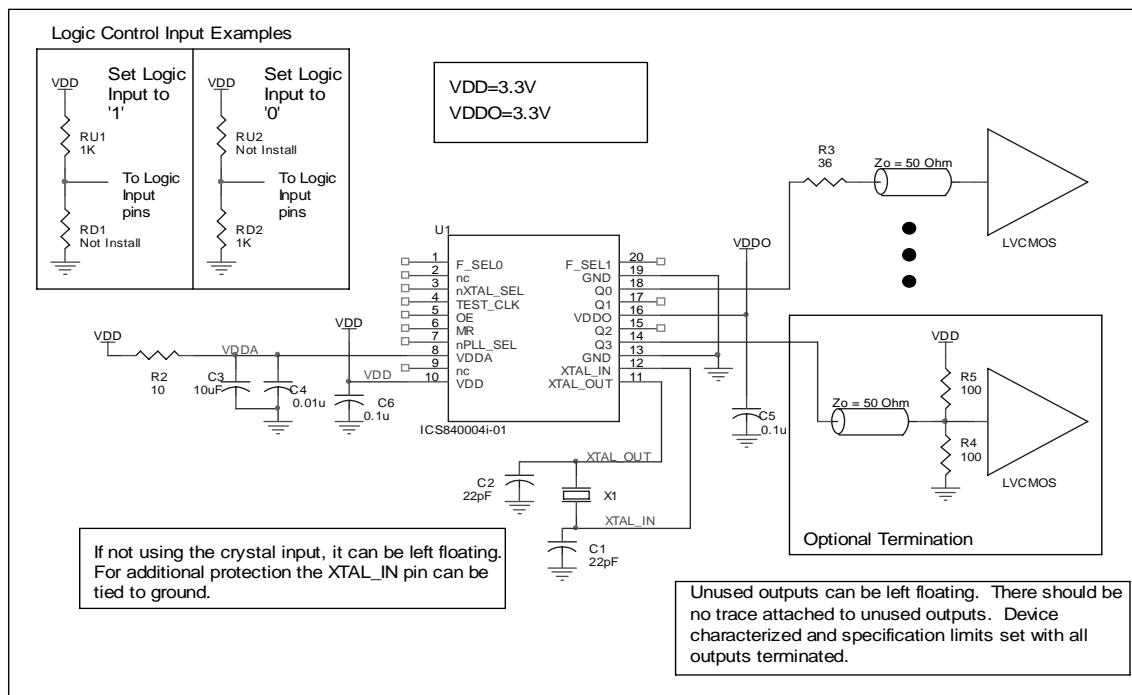 Logic Control Input Examples
VDD
Set Logic
Input to
'1'
RU1
1K
To Logic
Input
pins
RD1
Not Install
VDD
Set Logic
Input to
'0'
RU2
Not Install
To Logic
Input
pins
RD2
1K
VDD=3.3V
VDDO=3.3V
U1
1 F_SEL0
2 nc
3 nXTAL_SEL
4 TEST_CLK
5 OE
6 MR
7 nPLL_SEL
8 VDDA
9 nc
10 VDD
F_SEL1 20
GND 19
Q0 18
Q1 17
VDDO 16
Q2 15
Q3 14
GND 13
XTAL_IN 12
XTAL_OUT 11
ICS840004i-01
VDD
R2
10
VDDA
C3
10uF
C4
0.01u
VDD
VDD
C6
0.1u
VDDO
C5
0.1u
R3
36
Zo = 50 Ohm
LVCMOS
VDD
R5
100
Zo = 50 Ohm
R4
100
LVCMOS
Optional Termination
XTAL_OUT
C2
22pF
X1
XTAL_IN
C1
22pF
If not using the crystal input, it can be left floating.
For additional protection the XTAL_IN pin can be
tied to ground.
Unused outputs can be left floating. There should be
no trace attached to unused outputs. Device
characterized and specification limits set with all
outputs terminated.